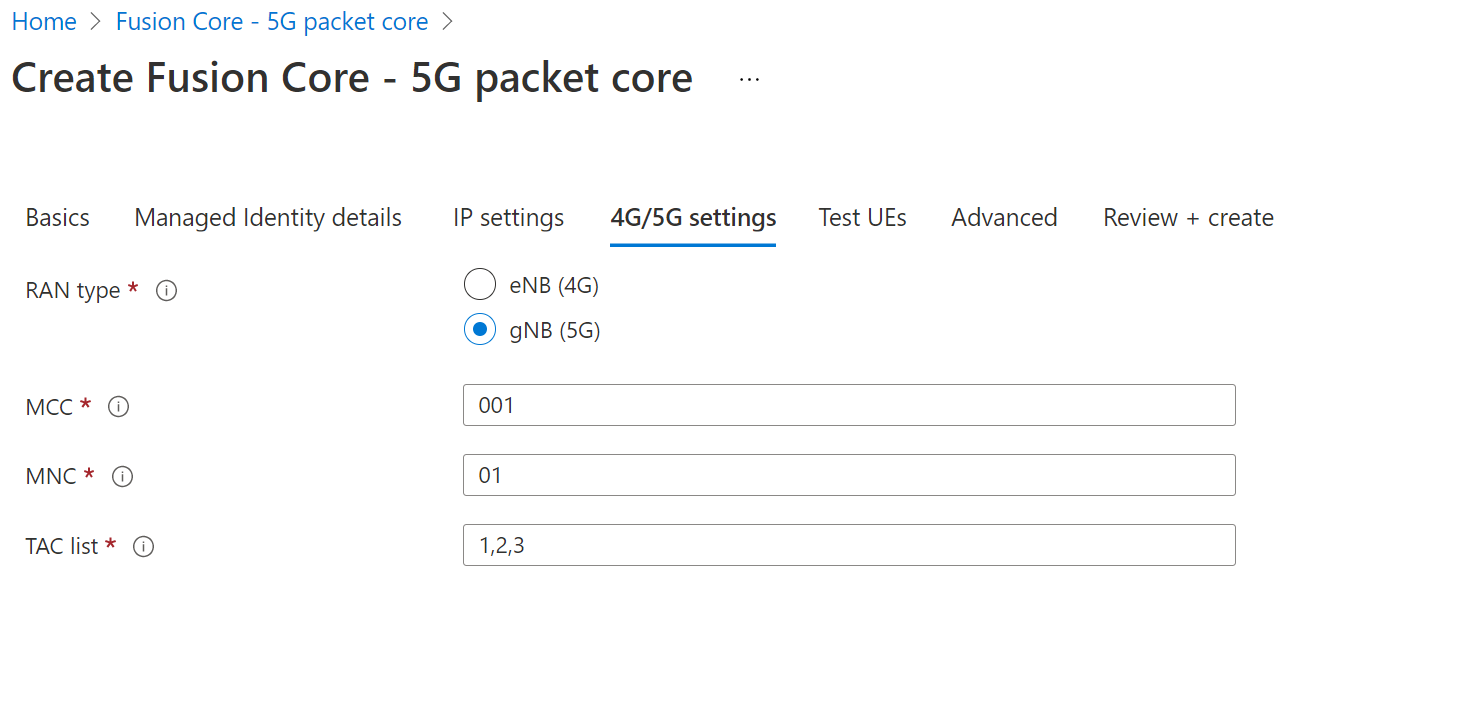 Home > Fusion Core - 5G packet core >
Create Fusion Core - 5G packet core ...
Basics Managed Identity details IP settings 4G/5G settings Test UEs Advanced Review + create
RAN type * eNB (4G)
gNB (5G)
MCC * 001
MNC * 01
TAC list * 1,2,3